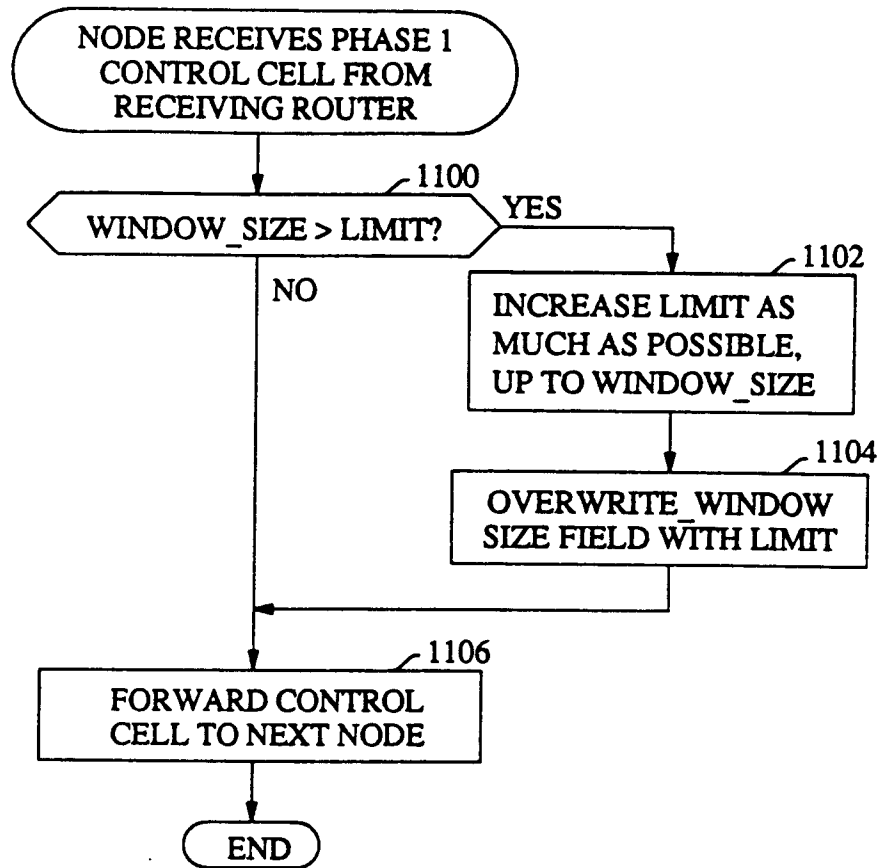 NODE RECEIVES PHASE 1
CONTROL CELL FROM
RECEIVING ROUTER
1100
WINDOW_SIZE > LIMIT?
YES
NO
1102
INCREASE LIMIT AS
MUCH AS POSSIBLE,
UP TO WINDOW_SIZE
1104
OVERWRITE_WINDOW
SIZE FIELD WITH LIMIT
1106
FORWARD CONTROL
CELL TO NEXT NODE
END